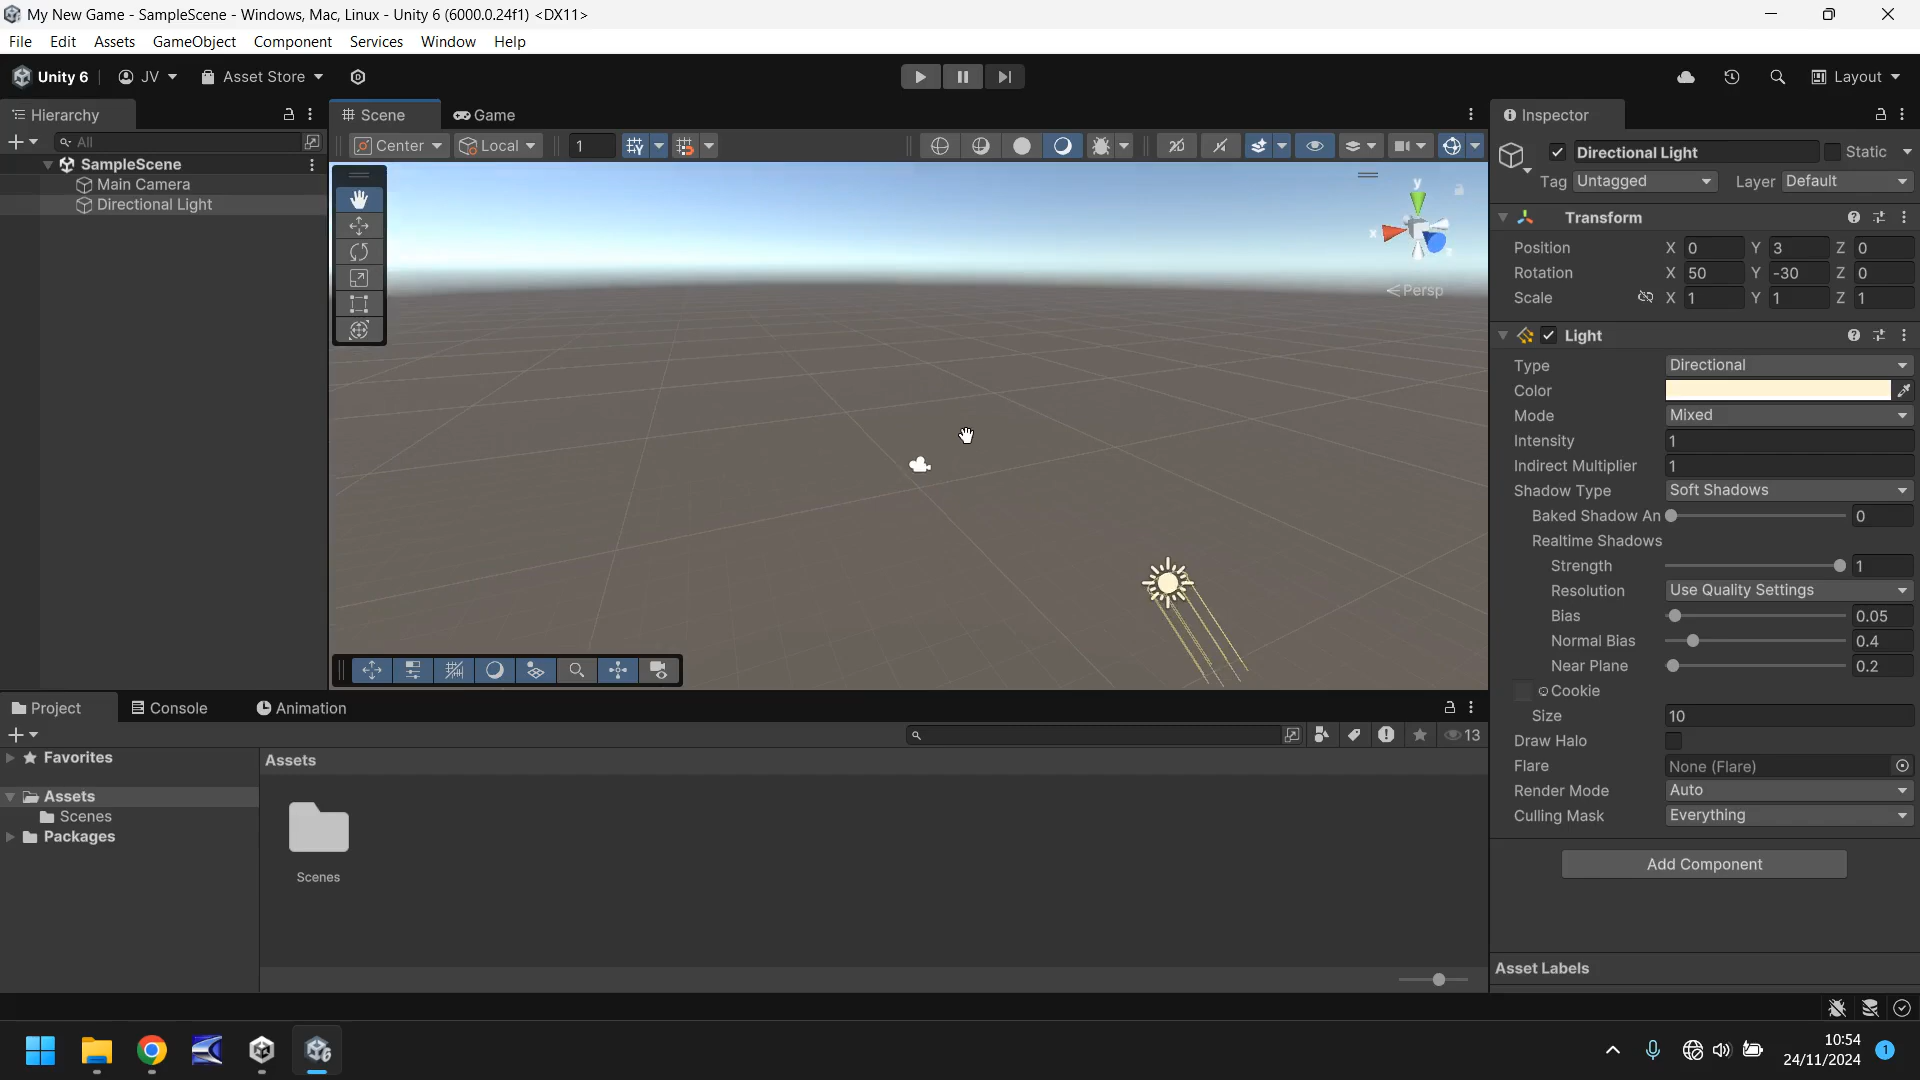 My New Game - SampleScene - Windows, Mac, Linux - Unity 6 (6000.0.24f1) <DX11>
File Edit Assets GameObject Component Services Window Help
Unity 6 JV Asset Store Layout
Hierarchy
Scene Game
Inspector
All
Center Local 1
SampleScene
Main Camera
Directional Light
y
x
Persp
Directional Light Static
Tag Untagged Layer Default
Transform
Position X 0 Y 3 Z 0
Rotation X 50 Y -30 Z 0
Scale X 1 Y 1 Z 1
Light
Type Directional
Color
Mode Mixed
Intensity 1
Indirect Multiplier 1
Shadow Type Soft Shadows
Baked Shadow An 0
Realtime Shadows
Strength 1
Resolution Use Quality Settings
Bias 0.05
Normal Bias 0.4
Near Plane 0.2
Cookie
Size 10
Draw Halo
Flare None (Flare)
Render Mode Auto
Culling Mask Everything
Add Component
Asset Labels
Project Console Animation
13
Favorites
Assets
Scenes
Packages
Assets
Scenes
10:54
24/11/2024
1